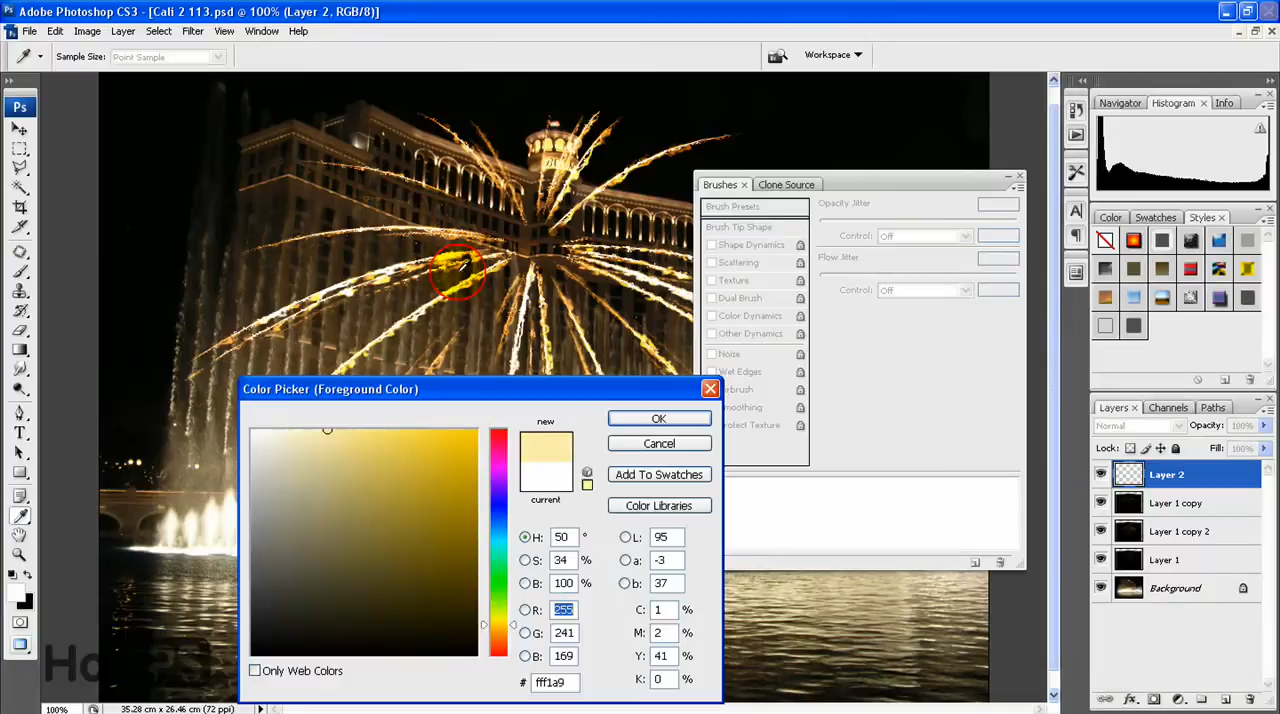 Adobe Photoshop CS3 - [Cali 2 113.psd @ 100% (Layer 2, RGB/8)]
File Edit Image Layer Select Filter View Window Help
Sample Size: Point Sample
Workspace
Ps
Navigator Histogram Info
Brushes Clone Source
Brush Presets
Opacity Jitter
Brush Tip Shape
Control: Off
Shape Dynamics
Scattering
Flow Jitter
Texture
Control: Off
Dual Brush
Color Dynamics
Other Dynamics
Noise
Wet Edges
Color Swatches Styles
Color Picker (Foreground Color)
new
OK
Cancel
Add To Swatches
current
Color Libraries
H: 50 °
L: 95
S: 34 %
a: -3
B: 100 %
b: 37
R: 255
C: 1 %
G: 241
M: 2 %
B: 169
Y: 41 %
Only Web Colors
# fff1a9
K: 0 %
Layers Channels Paths
Normal Opacity: 100%
Lock: Fill: 100%
Layer 2
Layer 1 copy
Layer 1 copy 2
Layer 1
Background
T
100% 35.28 cm × 26.46 cm (72 ppi)